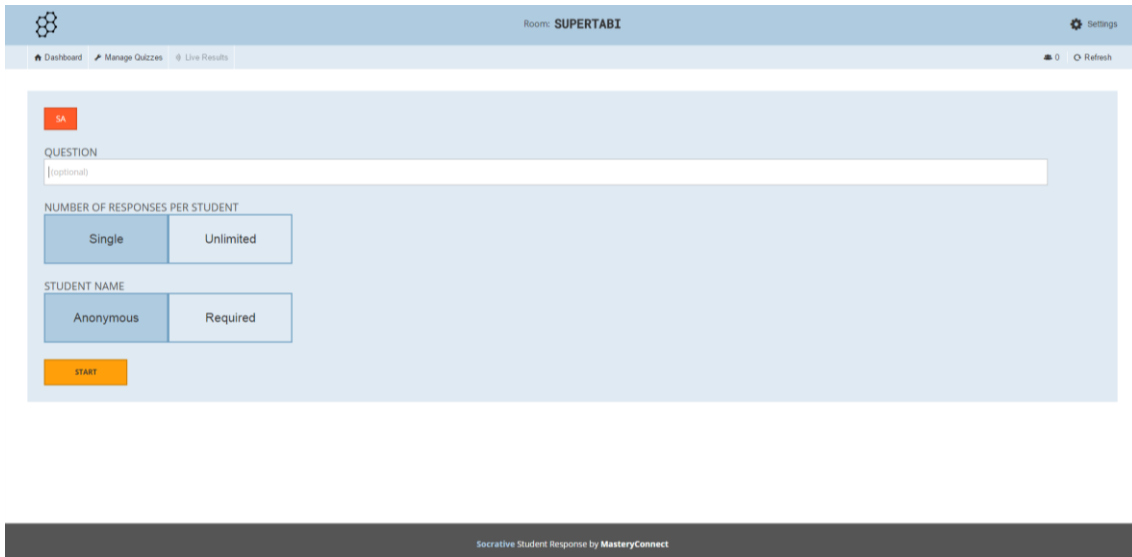 Room: SUPERTABI
Settings
Dashboard Manage Quizzes Live Results
0 Refresh
SA
QUESTION
(optional)
NUMBER OF RESPONSES PER STUDENT
Single Unlimited
STUDENT NAME
Anonymous Required
START
Socrative Student Response by MasteryConnect